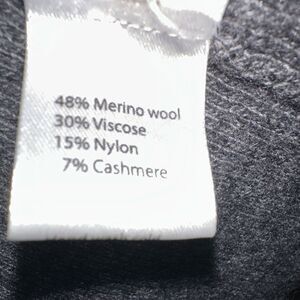 48% Merino wool
30% Viscose
15% Nylon
7% Cashmere